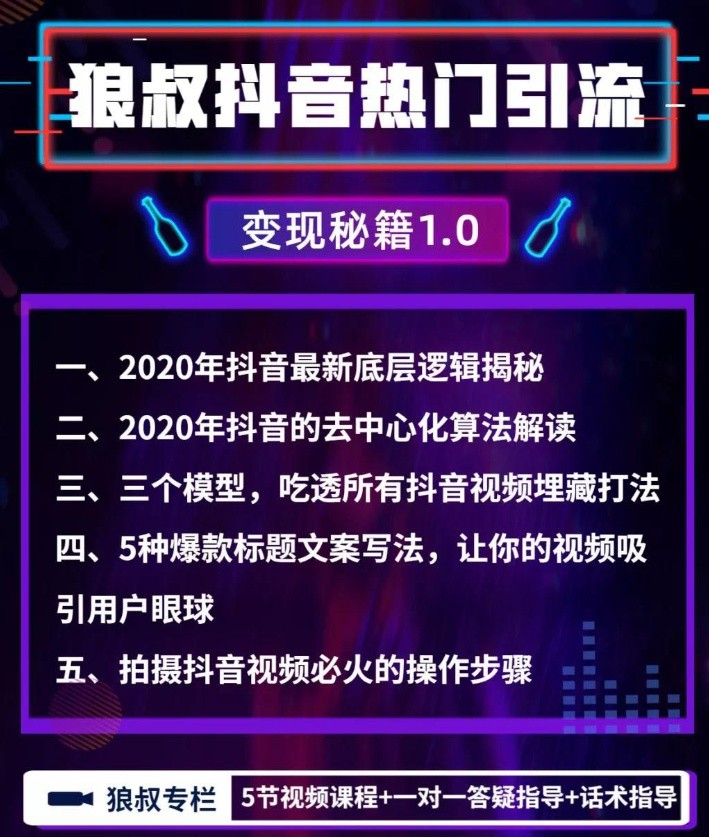 狼叔抖音热门引流
变现秘籍1.0
一、2020年抖音最新底层逻辑揭秘
二、2020年抖音的去中心化算法解读
三、三个模型，吃透所有抖音视频埋藏打法
四、5种爆款标题文案写法，让你的视频吸
引用户眼球
五、拍摄抖音视频必火的操作步骤
狼叔专栏 5节视频课程+一对一答疑指导+话术指导